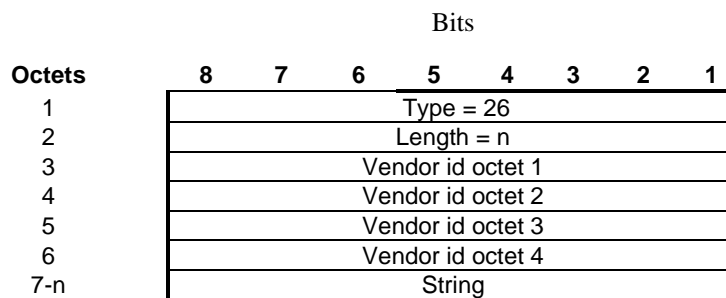 Bits
Octets 8 7 6 5 4 3 2 1
1 Type = 26
2 Length = n
3 Vendor id octet 1
4 Vendor id octet 2
5 Vendor id octet 3
6 Vendor id octet 4
7-n String